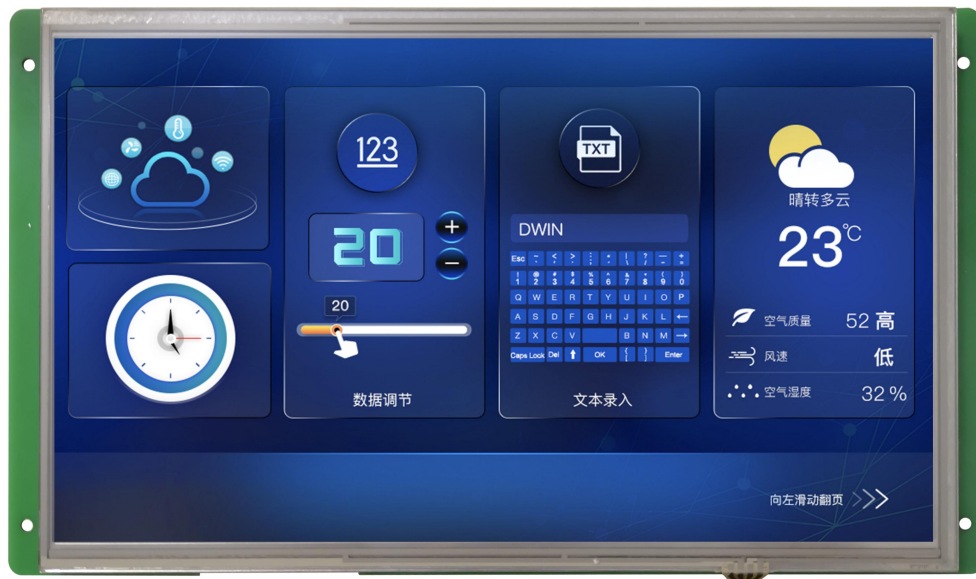 123
20
+
−
20
数据调节
TXT
DWIN
Q W E R T Y U I O P
A S D F G H J K L ←
Z X C V B N M →
Caps Lock Del ↑ OK { } Enter
文本录入
晴转多云
23℃
空气质量 52 高
风速 低
空气湿度 32 %
向左滑动翻页